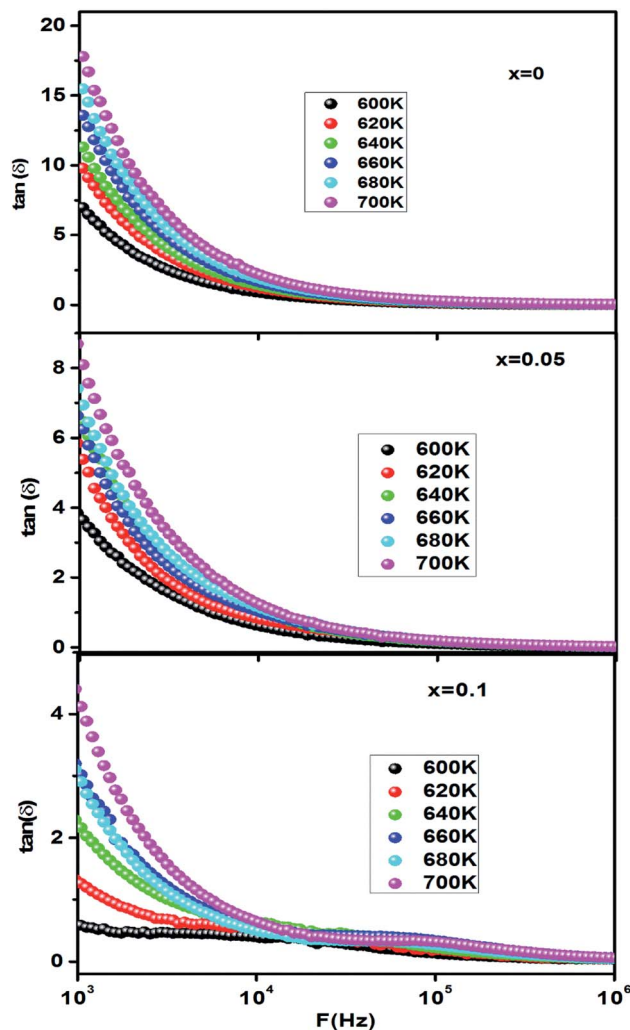 20
15
10
5
0
tan (δ)
x=0
600K
620K
640K
660K
680K
700K
8
6
4
2
0
tan (δ)
x=0.05
600K
620K
640K
660K
680K
700K
4
2
0
tan(δ)
x=0.1
600K
620K
640K
660K
680K
700K
10³ 10⁴ 10⁵ 10⁶
F(Hz)